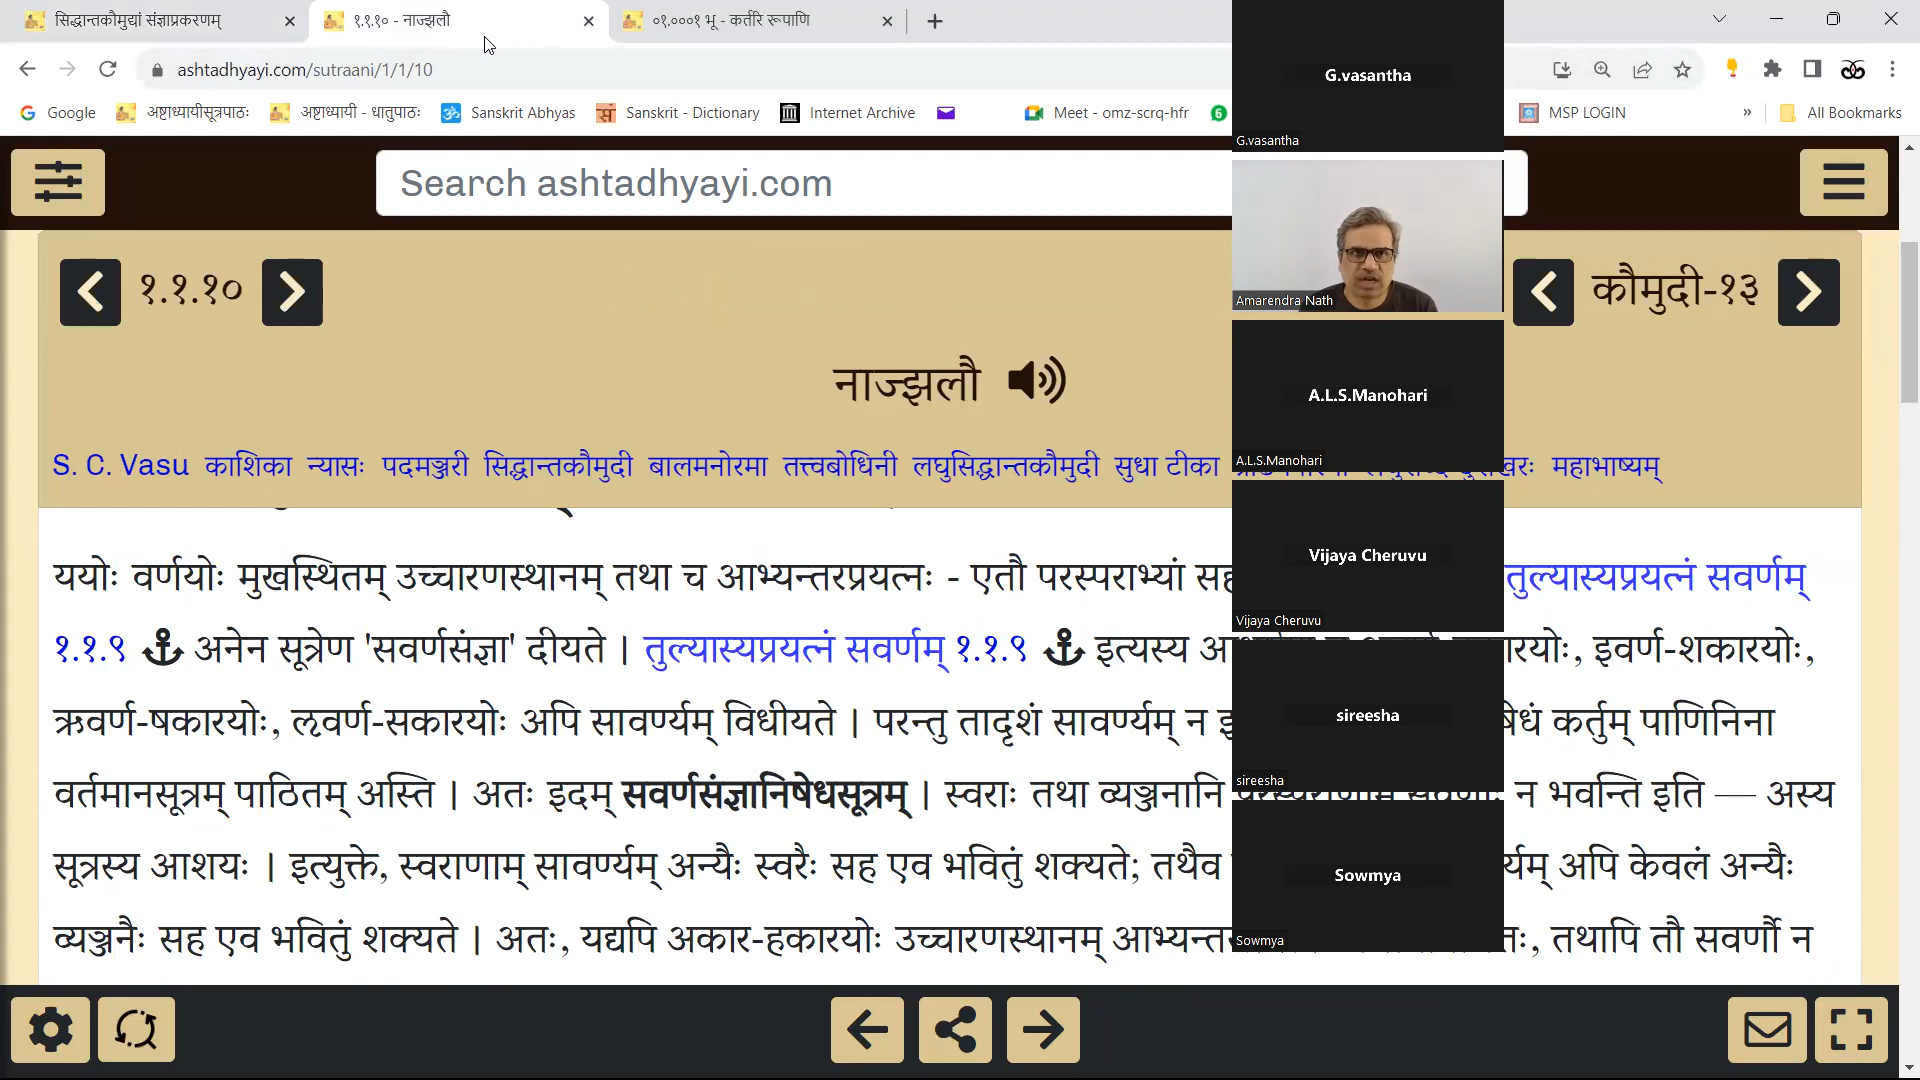 सिद्धान्तकौमुद्यां संज्ञाप्रकरणम्
१.१.१० - नाज्झलौ
०१.०००१ भू - कर्तरि रूपाणि
ashtadhyayi.com/sutraani/1/1/10
Google
अष्टाध्यायीसूत्रपाठः
अष्टाध्यायी - धातुपाठः
Sanskrit Abhyas
Sanskrit - Dictionary
Internet Archive
Meet - omz-scrq-hfr
MSP LOGIN
» All Bookmarks
Search ashtadhyayi.com
१.१.१०
कौमुदी-१३
नाज्झलौ
S. C. Vasu काशिका न्यासः पदमञ्जरी सिद्धान्तकौमुदी बालमनोरमा तत्त्वबोधिनी लघुसिद्धान्तकौमुदी सुधा टीका महाभाष्यम्
ययोः वर्णयोः मुखस्थितम् उच्चारणस्थानम् तथा च आभ्यन्तरप्रयत्नः - एतौ परस्पराभ्यां तुल्यास्यप्रयत्नं सवर्णम्
१.१.९ अनेन सूत्रेण 'सवर्णसंज्ञा' दीयते । तुल्यास्यप्रयत्नं सवर्णम् १.१.९ इत्यस्य इवर्ण-शकारयोः,
ऋवर्ण-षकारयोः, ऌवर्ण-सकारयोः अपि सावर्ण्यम् विधीयते । परन्तु तादृशं सावर्ण्यम् न कर्तुम् पाणिनिना
वर्तमानसूत्रम् पाठितम् अस्ति । अतः इदम् सवर्णसंज्ञानिषेधसूत्रम् । स्वराः तथा व्यञ्जनानि न भवन्ति इति — अस्य
सूत्रस्य आशयः । इत्युक्ते, स्वराणाम् सावर्ण्यम् अन्यैः स्वरैः सह एव भवितुं शक्यते; तथैव अपि केवलं अन्यैः
व्यञ्जनैः सह एव भवितुं शक्यते । अतः, यद्यपि अकार-हकारयोः उच्चारणस्थानम् तथापि तौ सवर्णौ न
G.vasantha
G.vasantha
Amarendra Nath
A.L.S.Manohari
A.L.S.Manohari
Vijaya Cheruvu
Vijaya Cheruvu
sireesha
sireesha
Sowmya
Sowmya